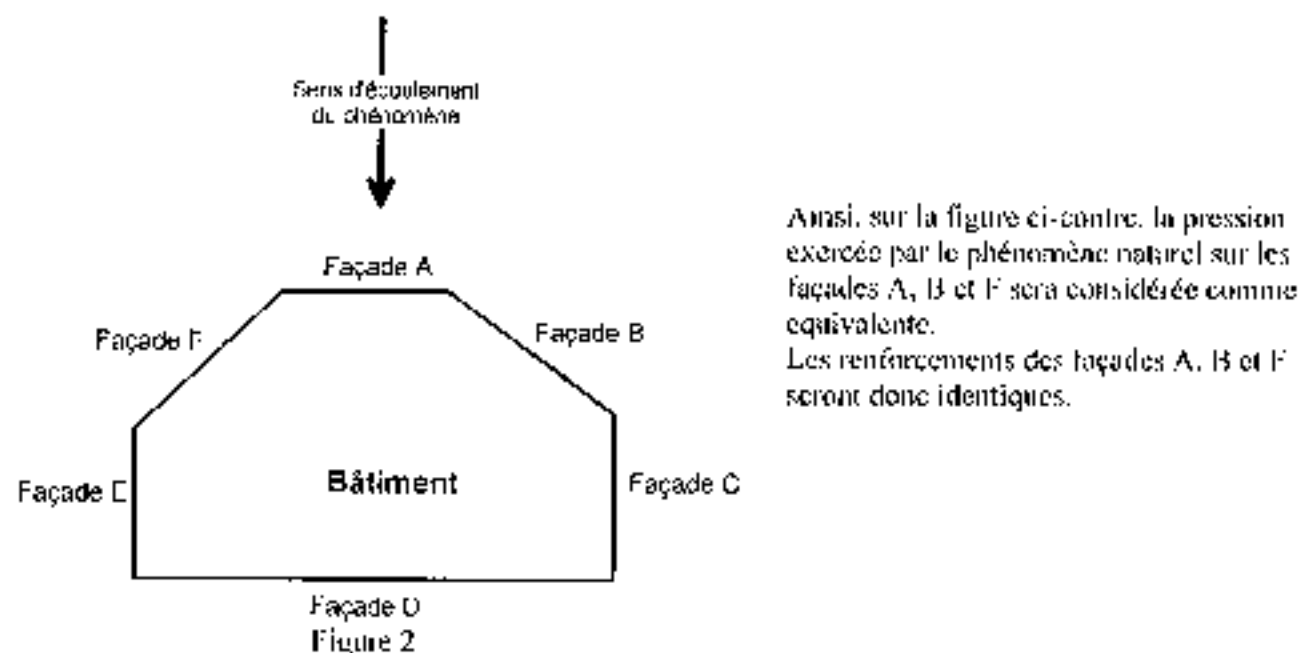 Sens d'écoulement
du phénomène
Façade A
Façade F
Façade B
Façade E
Bâtiment
Façade C
Façade D
Figure 2
Ainsi, sur la figure ci-contre, la pression
exercée par le phénomène naturel sur les
façades A, B et F sera considérée comme
equivalente.
Les renforcements des façades A, B et F
seront donc identiques.